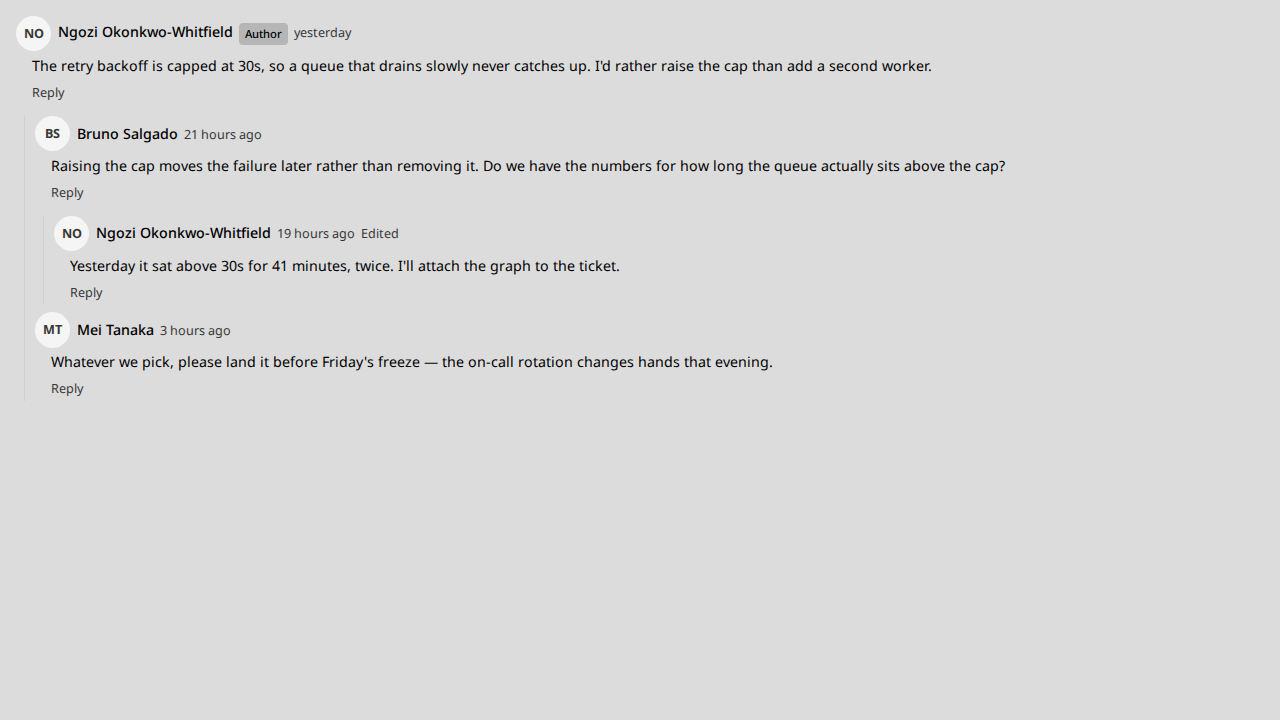 NO Ngozi Okonkwo-Whitfield Author yesterday
The retry backoff is capped at 30s, so a queue that drains slowly never catches up. I'd rather raise the cap than add a second worker.
Reply
BS Bruno Salgado 21 hours ago
Raising the cap moves the failure later rather than removing it. Do we have the numbers for how long the queue actually sits above the cap?
Reply
NO Ngozi Okonkwo-Whitfield 19 hours ago Edited
Yesterday it sat above 30s for 41 minutes, twice. I'll attach the graph to the ticket.
Reply
MT Mei Tanaka 3 hours ago
Whatever we pick, please land it before Friday's freeze — the on-call rotation changes hands that evening.
Reply